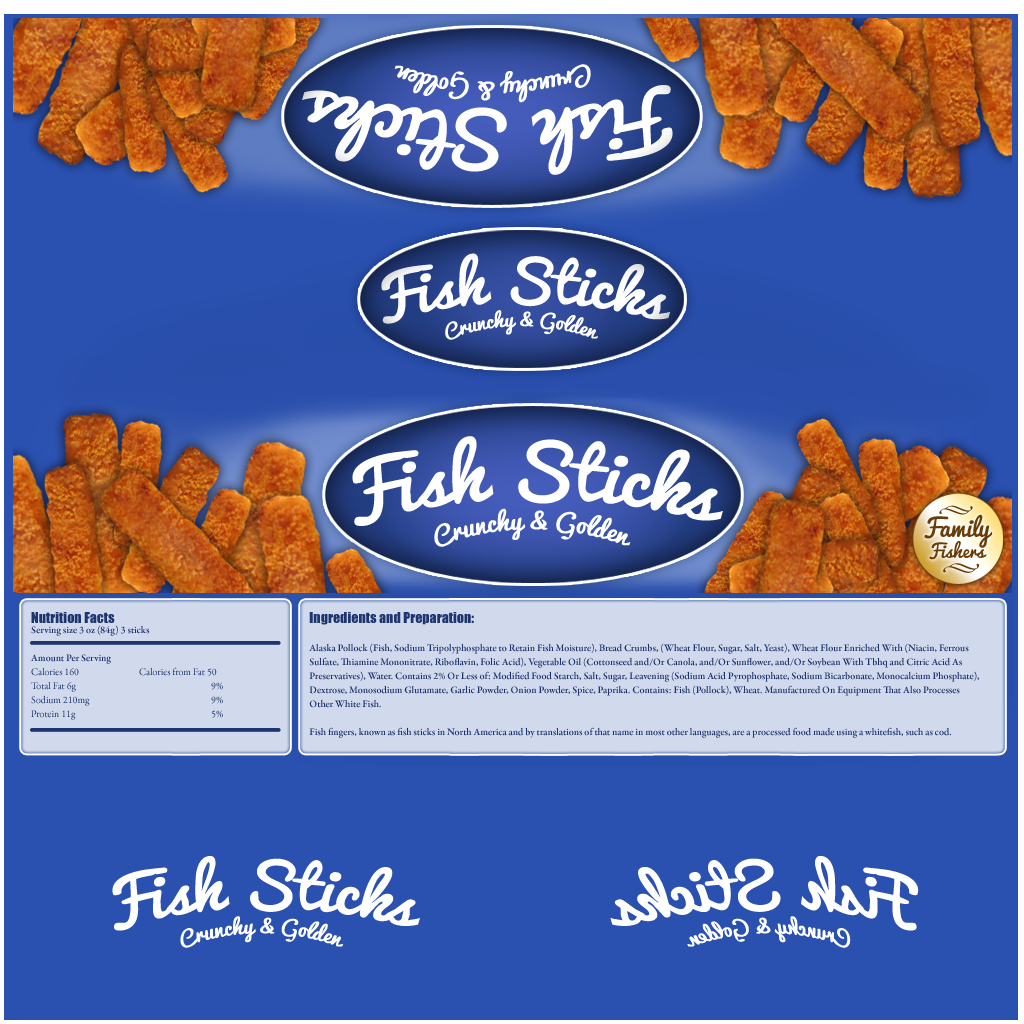 Fish Sticks
Crunchy & Golden
Fish Sticks
Crunchy & Golden
Fish Sticks
Crunchy & Golden
Family
Fishers
Nutrition Facts
Serving size 3 oz (84g) 3 sticks
Amount Per Serving
Calories 160 Calories from Fat 50
Total Fat 6g 9%
Sodium 210mg 9%
Protein 11g 5%
Ingredients and Preparation:
Alaska Pollock (Fish, Sodium Tripolyphosphate to Retain Fish Moisture), Bread Crumbs, (Wheat Flour, Sugar, Salt, Yeast), Wheat Flour Enriched With (Niacin, Ferrous
Sulfate, Thiamine Mononitrate, Riboflavin, Folic Acid), Vegetable Oil (Cottonseed and/Or Canola, and/Or Sunflower, and/Or Soybean With Tbhq and Citric Acid As
Preservatives), Water. Contains 2% Or Less of: Modified Food Starch, Salt, Sugar, Leavening (Sodium Acid Pyrophosphate, Sodium Bicarbonate, Monocalcium Phosphate),
Dextrose, Monosodium Glutamate, Garlic Powder, Onion Powder, Spice, Paprika. Contains: Fish (Pollock), Wheat. Manufactured On Equipment That Also Processes
Other White Fish.
Fish fingers, known as fish sticks in North America and by translations of that name in most other languages, are a processed food made using a whitefish, such as cod.
Fish Sticks
Crunchy & Golden
Fish Sticks
Crunchy & Golden